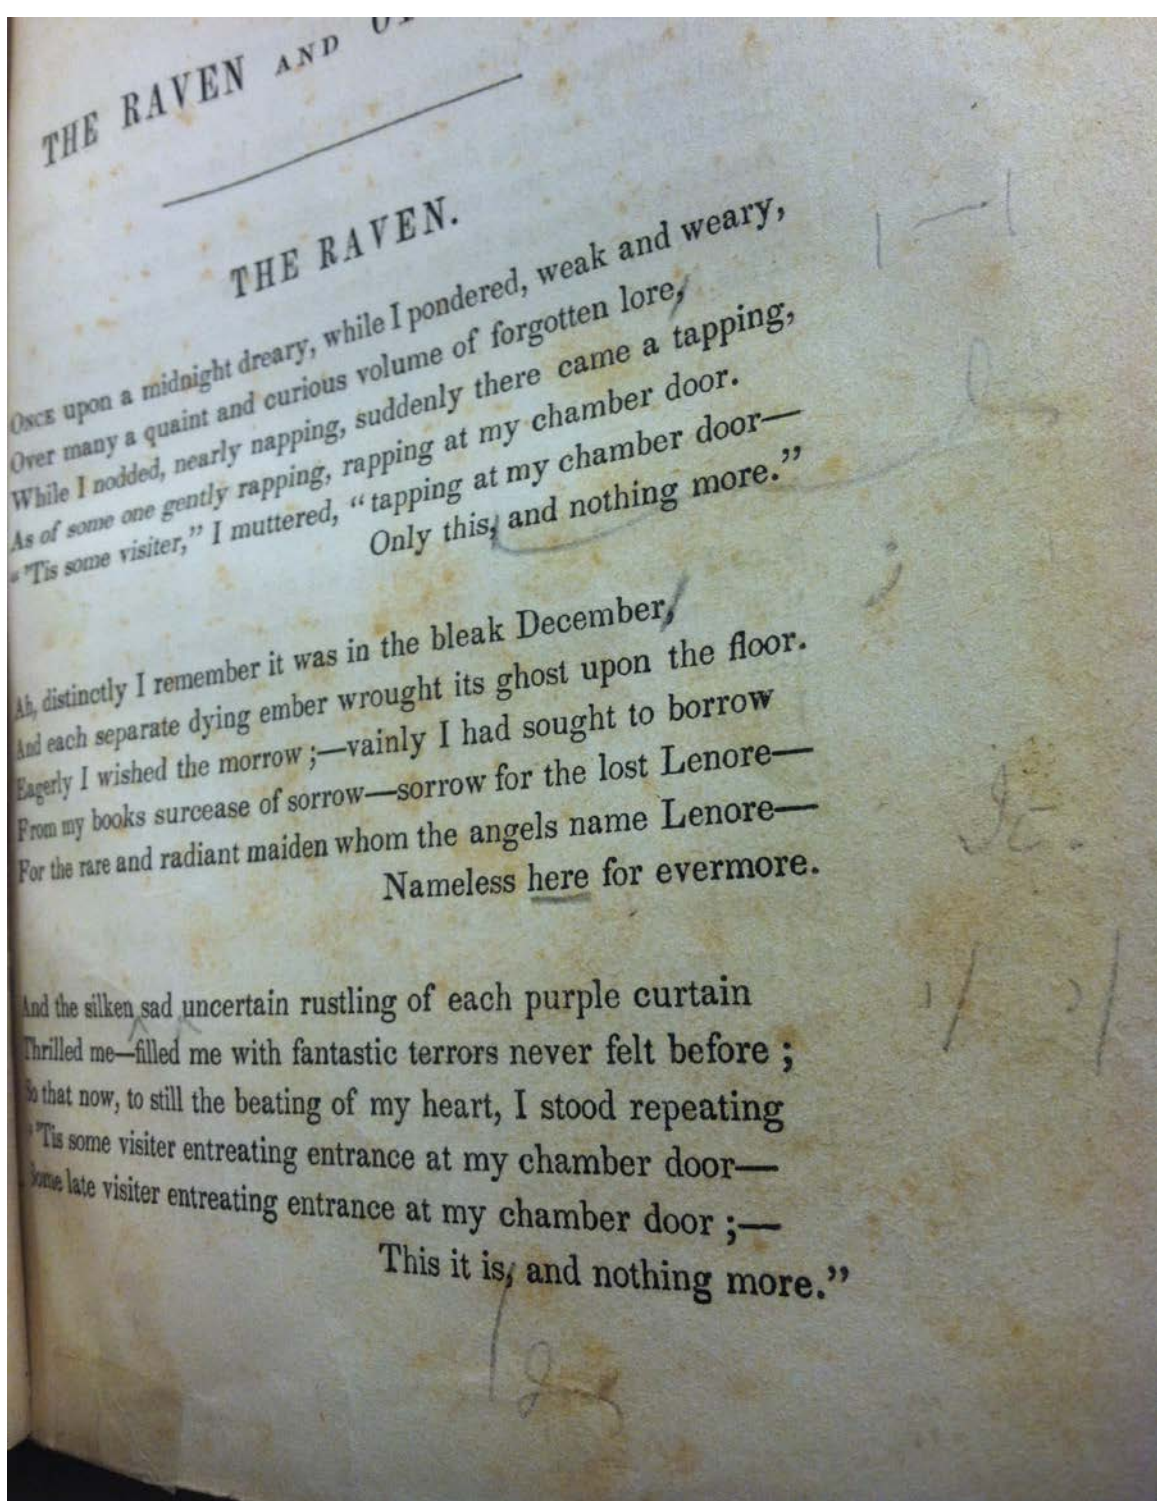 THE RAVEN AND
THE RAVEN.
ONCE upon a midnight dreary, while I pondered, weak and weary,
Over many a quaint and curious volume of forgotten lore,
While I nodded, nearly napping, suddenly there came a tapping,
As of some one gently rapping, rapping at my chamber door.
"'Tis some visiter," I muttered, "tapping at my chamber door—
Only this, and nothing more."
Ah, distinctly I remember it was in the bleak December,
And each separate dying ember wrought its ghost upon the floor.
Eagerly I wished the morrow;—vainly I had sought to borrow
From my books surcease of sorrow—sorrow for the lost Lenore—
For the rare and radiant maiden whom the angels name Lenore—
Nameless here for evermore.
And the silken sad uncertain rustling of each purple curtain
Thrilled me—filled me with fantastic terrors never felt before;
So that now, to still the beating of my heart, I stood repeating
"'Tis some visiter entreating entrance at my chamber door—
Some late visiter entreating entrance at my chamber door;—
This it is, and nothing more."